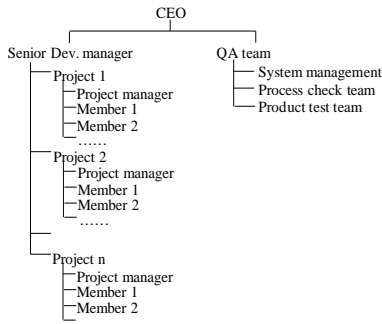 CEO
Senior Dev. manager
Project 1
Project manager
Member 1
Member 2
......
Project 2
Project manager
Member 1
Member 2
......
Project n
Project manager
Member 1
Member 2
QA team
System management
Process check team
Product test team